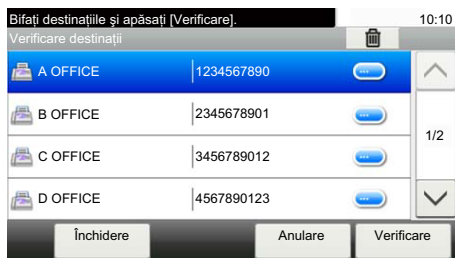 Bifați destinațiile și apăsați [Verificare]. 10:10
Verificare destinații
A OFFICE 1234567890
B OFFICE 2345678901
1/2
C OFFICE 3456789012
D OFFICE 4567890123
Închidere Anulare Verificare